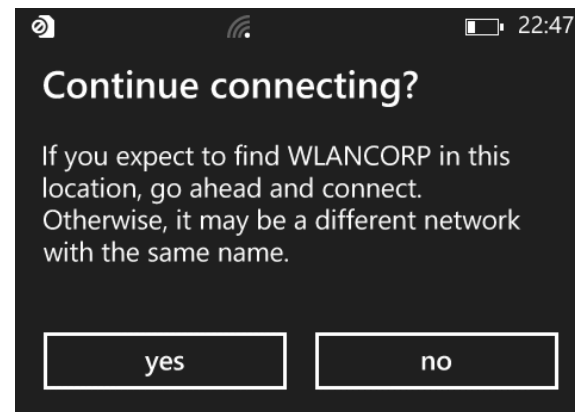 22:47
Continue connecting?
If you expect to find WLANCORP in this
location, go ahead and connect.
Otherwise, it may be a different network
with the same name.
yes
no